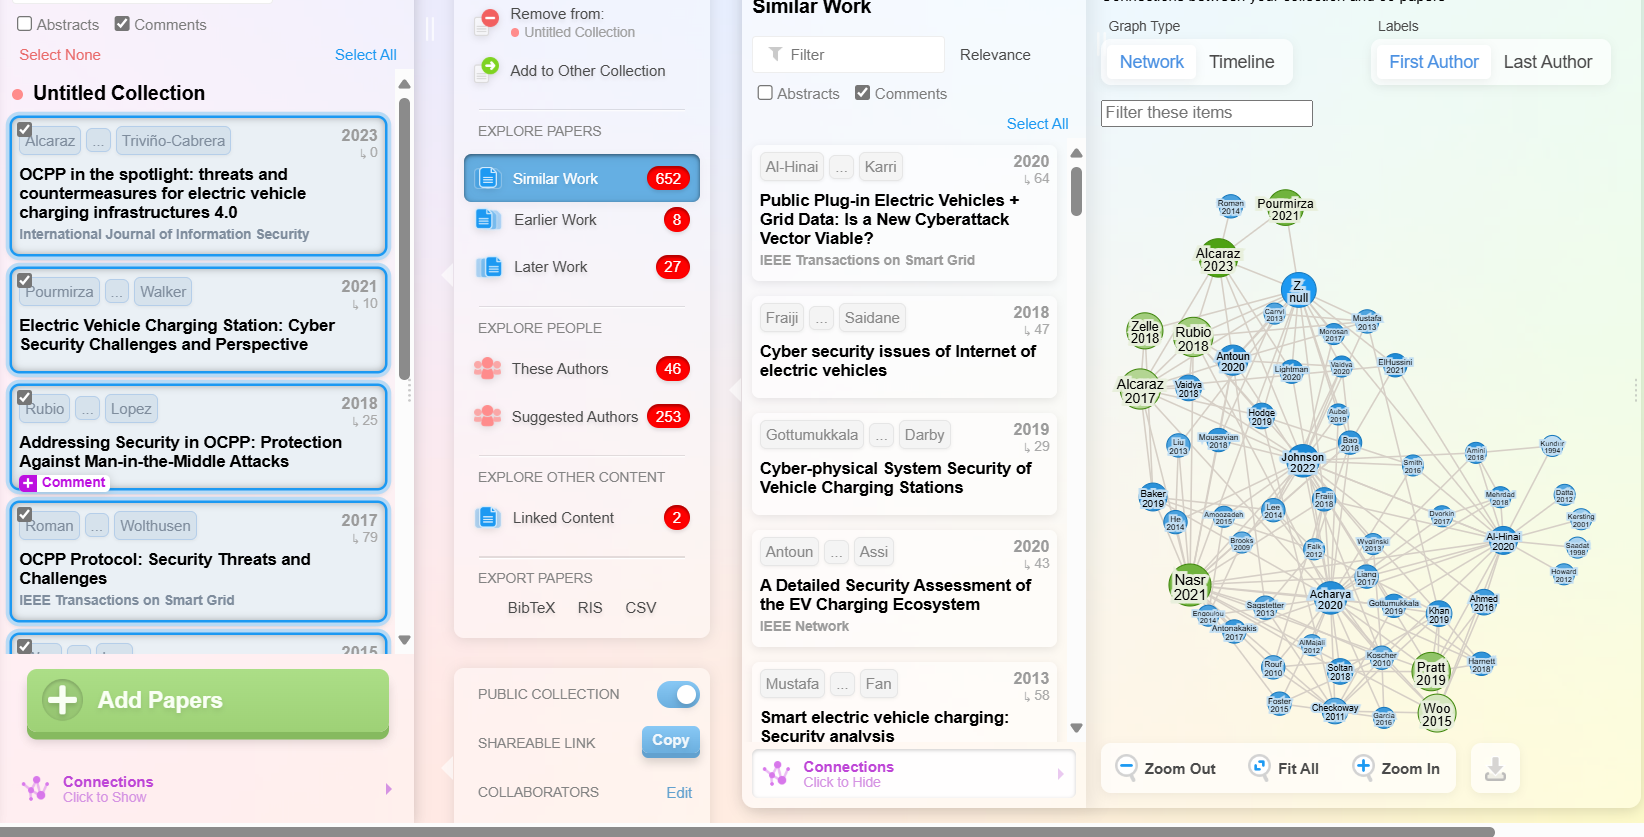 Abstracts
Comments
Select None
Select All
Untitled Collection
Alcaraz ... Triviño-Cabrera
2023
0
OCPP in the spotlight: threats and
countermeasures for electric vehicle
charging infrastructures 4.0
International Journal of Information Security
Pourmirza ... Walker
2021
10
Electric Vehicle Charging Station: Cyber
Security Challenges and Perspective
Rubio ... Lopez
2018
25
Addressing Security in OCPP: Protection
Against Man-in-the-Middle Attacks
Comment
Roman ... Wolthusen
2017
79
OCPP Protocol: Security Threats and
Challenges
IEEE Transactions on Smart Grid
2015
Add Papers
Connections
Click to Show
Remove from:
Untitled Collection
Add to Other Collection
EXPLORE PAPERS
Similar Work 652
Earlier Work 8
Later Work 27
EXPLORE PEOPLE
These Authors 46
Suggested Authors 253
EXPLORE OTHER CONTENT
Linked Content 2
EXPORT PAPERS
BibTeX RIS CSV
PUBLIC COLLECTION
SHAREABLE LINK Copy
COLLABORATORS Edit
Similar Work
Filter
Relevance
Abstracts
Comments
Select All
Al-Hinai ... Karri
2020
64
Public Plug-in Electric Vehicles +
Grid Data: Is a New Cyberattack
Vector Viable?
IEEE Transactions on Smart Grid
Fraiji ... Saidane
2018
47
Cyber security issues of Internet of
electric vehicles
Gottumukkala ... Darby
2019
29
Cyber-physical System Security of
Vehicle Charging Stations
Antoun ... Assi
2020
43
A Detailed Security Assessment of
the EV Charging Ecosystem
IEEE Network
Mustafa ... Fan
2013
58
Smart electric vehicle charging:
Security analysis
Connections
Click to Hide
Graph Type
Labels
Network Timeline
First Author Last Author
Filter these items
Roman
2014
Pourmirza
2021
Alcaraz
2023
Z.
null
Carryl
2013
Mustafa
2013
Morosan
2017
Zelle
2018
Rubio
2018
Antoun
2020
Lightman
2020
Vaidya
2020
ElHussini
2021
Alcaraz
2017
Vaidya
2018
Hodge
2019
Aubel
2019
Liu
2013
Mousavian
2018
Bao
2018
Johnson
2022
Smith
2016
Amini
2018
Kundur
1994
Baker
2019
He
2014
Amoozadeh
2015
Lee
2014
Fraiji
2018
Mehrdad
2018
Datta
2012
Dvorkin
2017
Kersting
2001
Brooks
2009
Falk
2012
Wyglinski
2013
Al-Hinai
2020
Saadat
1998
Howard
2012
Nasr
2021
Liang
2017
Acharya
2020
Sagstetter
2013
Gottumukkala
2019
Khan
2019
Ahmed
2016
2014
Antonakakis
2017
AlMajali
2012
Koscher
2010
Rouf
2010
Soltan
2018
Pratt
2019
Harnett
2018
Foster
2015
Checkoway
2011
Garcia
2016
Woo
2015
Zoom Out
Fit All
Zoom In